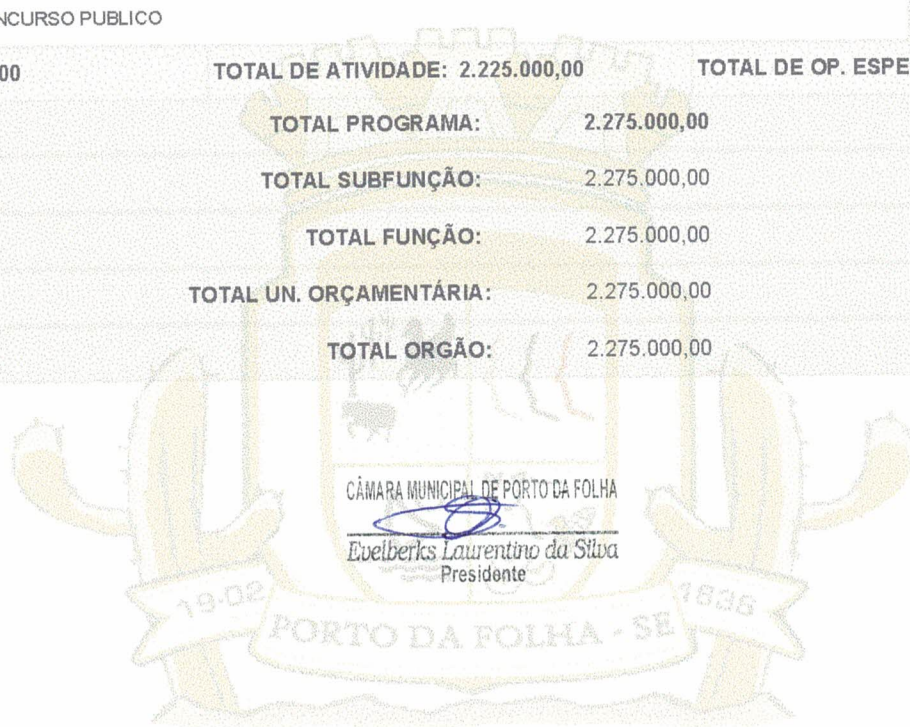 NCURSO PUBLICO
00 TOTAL DE ATIVIDADE: 2.225.000,00 TOTAL DE OP. ESPE
TOTAL PROGRAMA: 2.275.000,00
TOTAL SUBFUNÇÃO: 2.275.000,00
TOTAL FUNÇÃO: 2.275.000,00
TOTAL UN. ORÇAMENTÁRIA: 2.275.000,00
TOTAL ORGÃO: 2.275.000,00
CÂMARA MUNICIPAL DE PORTO DA FOLHA
Evelberks Laurentino da Silva
Presidente
19-02 1835
PORTO DA FOLHA - SE